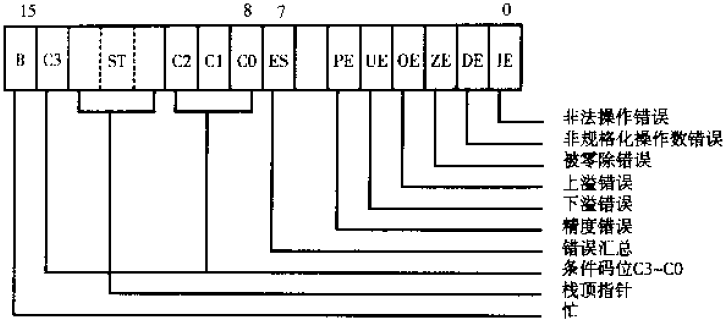 15 8 7 0
B C3 ST C2 C1 C0 ES PE UE OE ZE DE IE
非法操作错误
非规格化操作数错误
被零除错误
上溢错误
下溢错误
精度错误
错误汇总
条件码位C3~C0
栈顶指针
忙